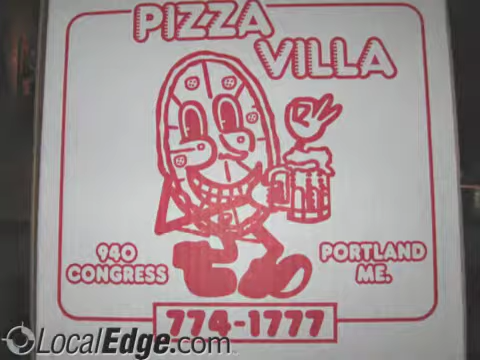 PIZZA
VILLA
940
CONGRESS
PORTLAND
ME.
774-1777
LocalEdge.com